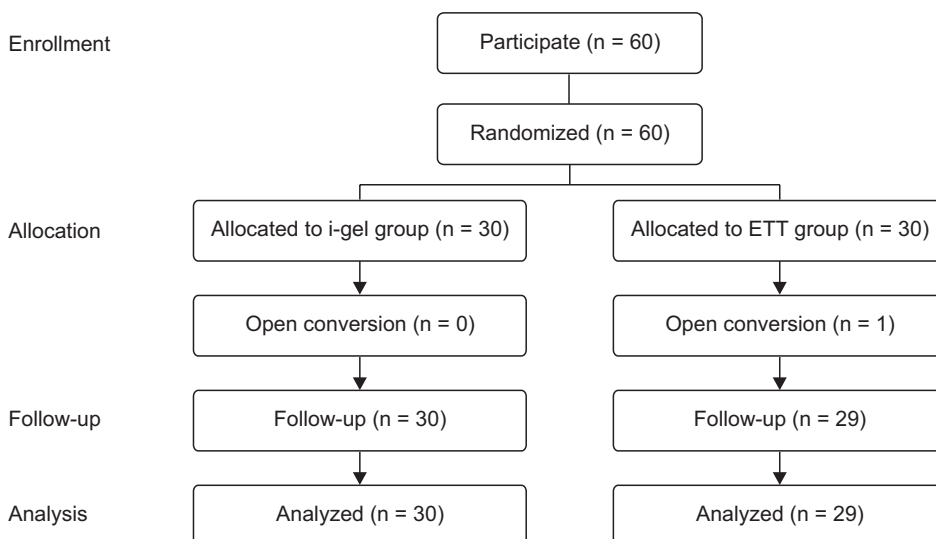 Enrollment
Participate (n = 60)
Randomized (n = 60)
Allocation
Allocated to i-gel group (n = 30)
Allocated to ETT group (n = 30)
Open conversion (n = 0)
Open conversion (n = 1)
Follow-up
Follow-up (n = 30)
Follow-up (n = 29)
Analysis
Analyzed (n = 30)
Analyzed (n = 29)